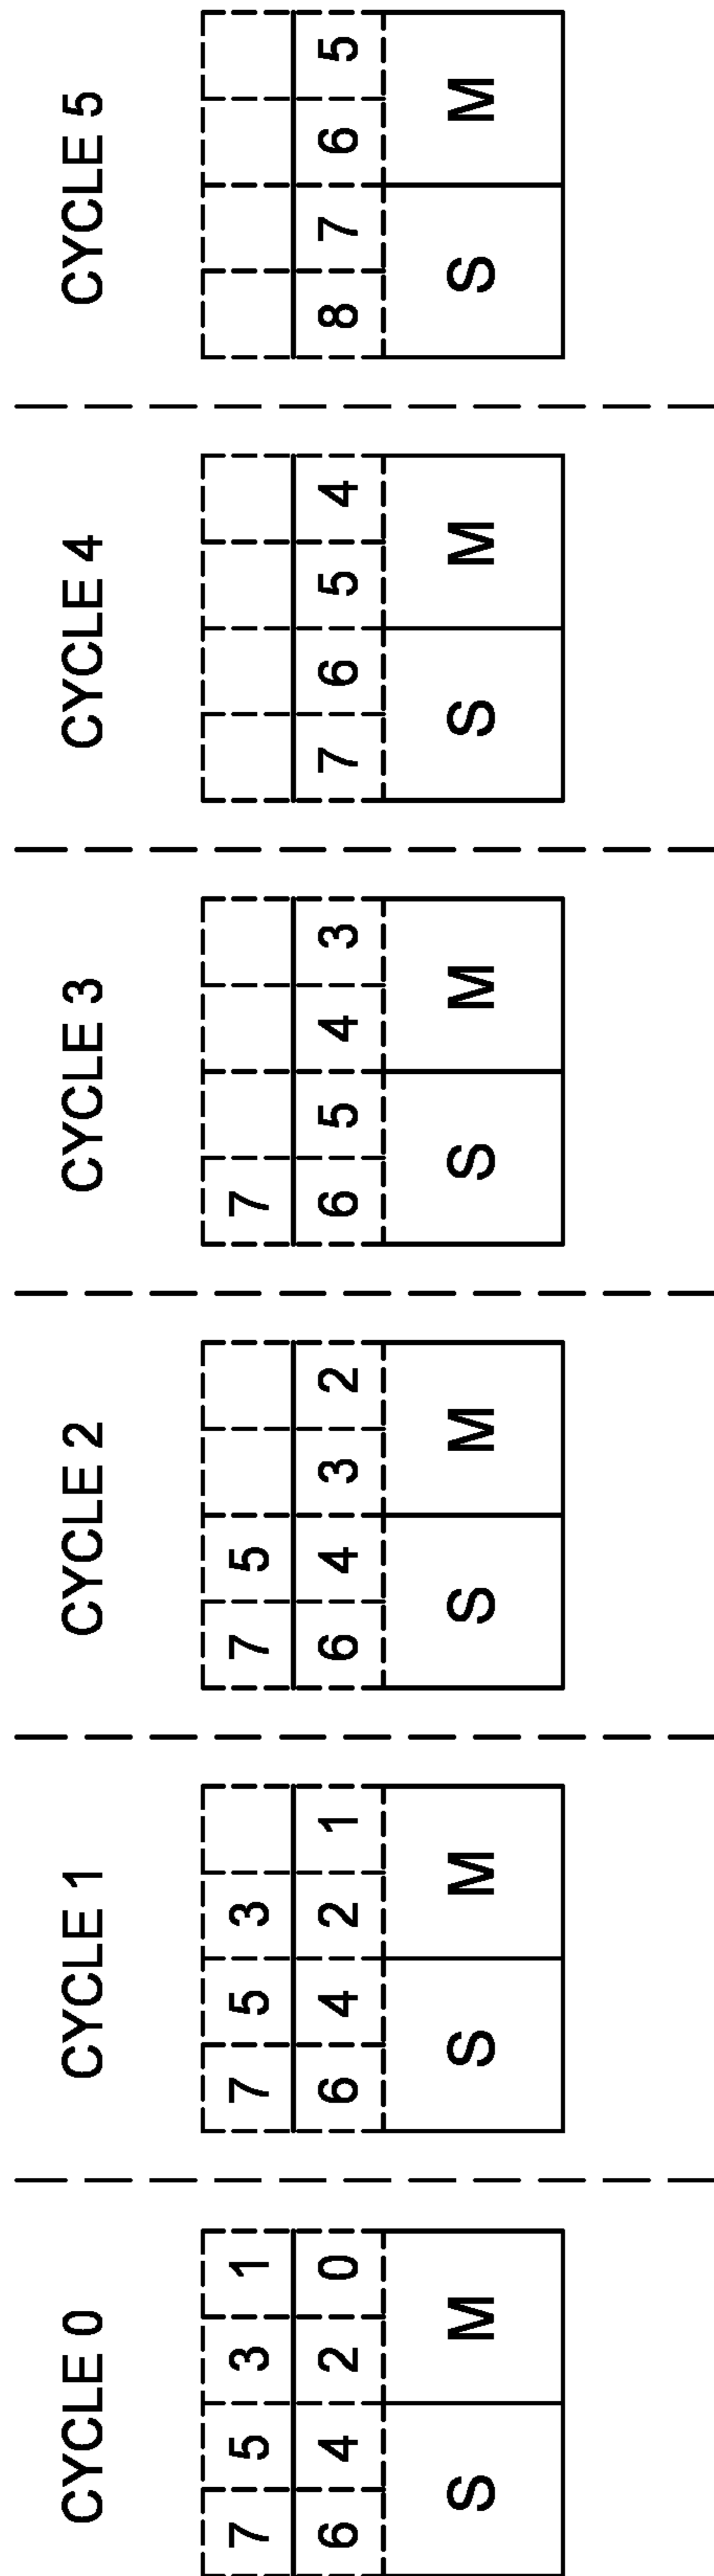 CYCLE 0
7 5 3 1
6 4 2 0
S M
CYCLE 1
7 5 3
6 4 2 1
S M
CYCLE 2
7 5
6 4 3 2
S M
CYCLE 3
7
6 5 4 3
S M
CYCLE 4
7 6 5 4
S M
CYCLE 5
8 7 6 5
S M